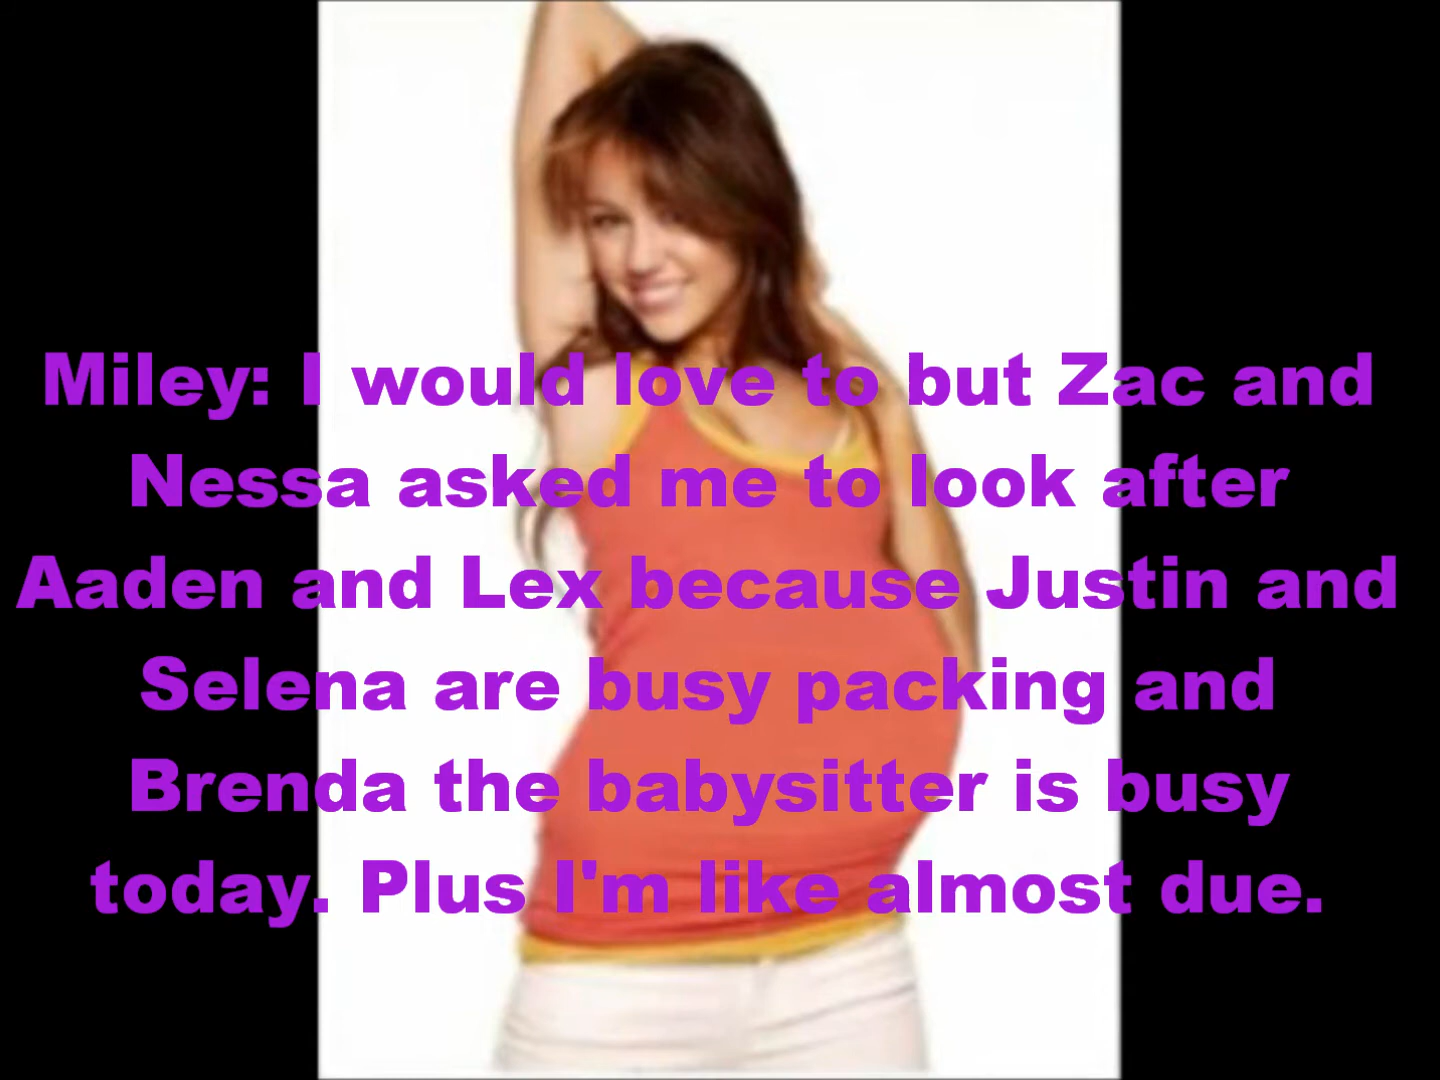 Miley: I would love to but Zac and
Nessa asked me to look after
Aaden and Lex because Justin and
Selena are busy packing and
Brenda the babysitter is busy
today. Plus I'm like almost due.